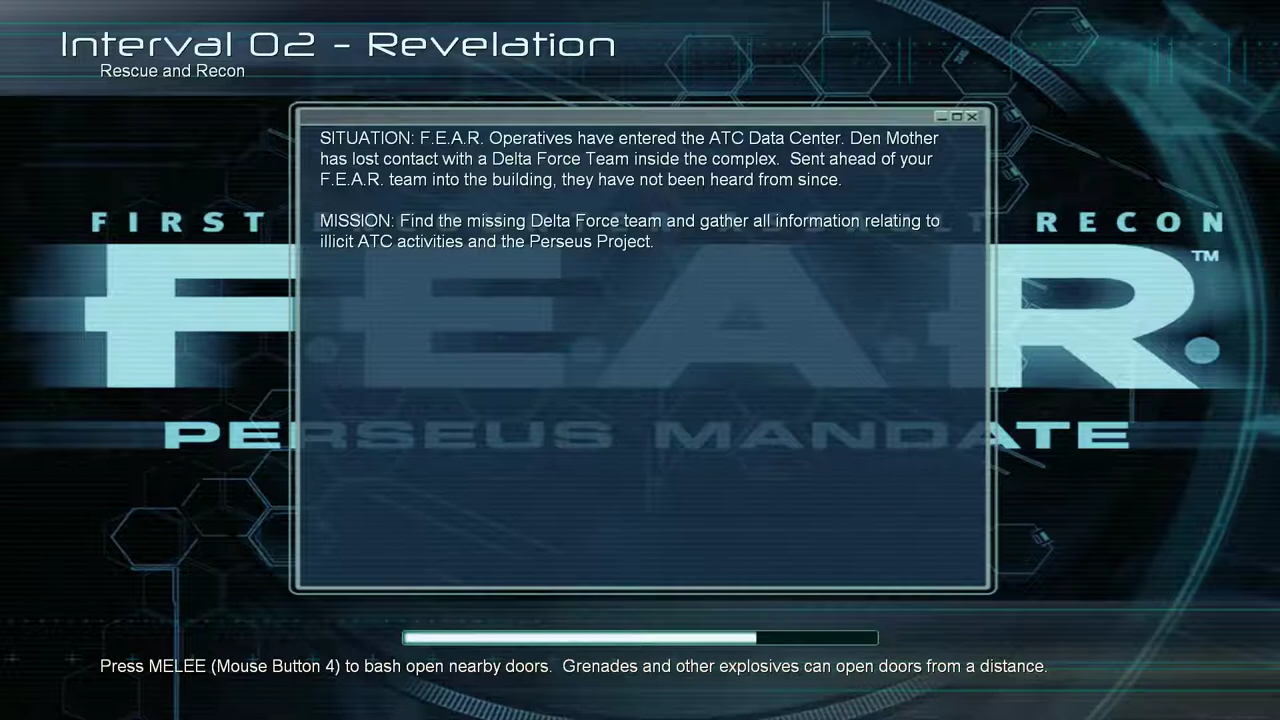 Interval 02 - Revelation
Rescue and Recon
SITUATION: F.E.A.R. Operatives have entered the ATC Data Center. Den Mother
has lost contact with a Delta Force Team inside the complex. Sent ahead of your
F.E.A.R. team into the building, they have not been heard from since.
MISSION: Find the missing Delta Force team and gather all information relating to
illicit ATC activities and the Perseus Project.
FIRST RECON
F.E.A.R.™
PERSEUS MANDATE
Press MELEE (Mouse Button 4) to bash open nearby doors. Grenades and other explosives can open doors from a distance.